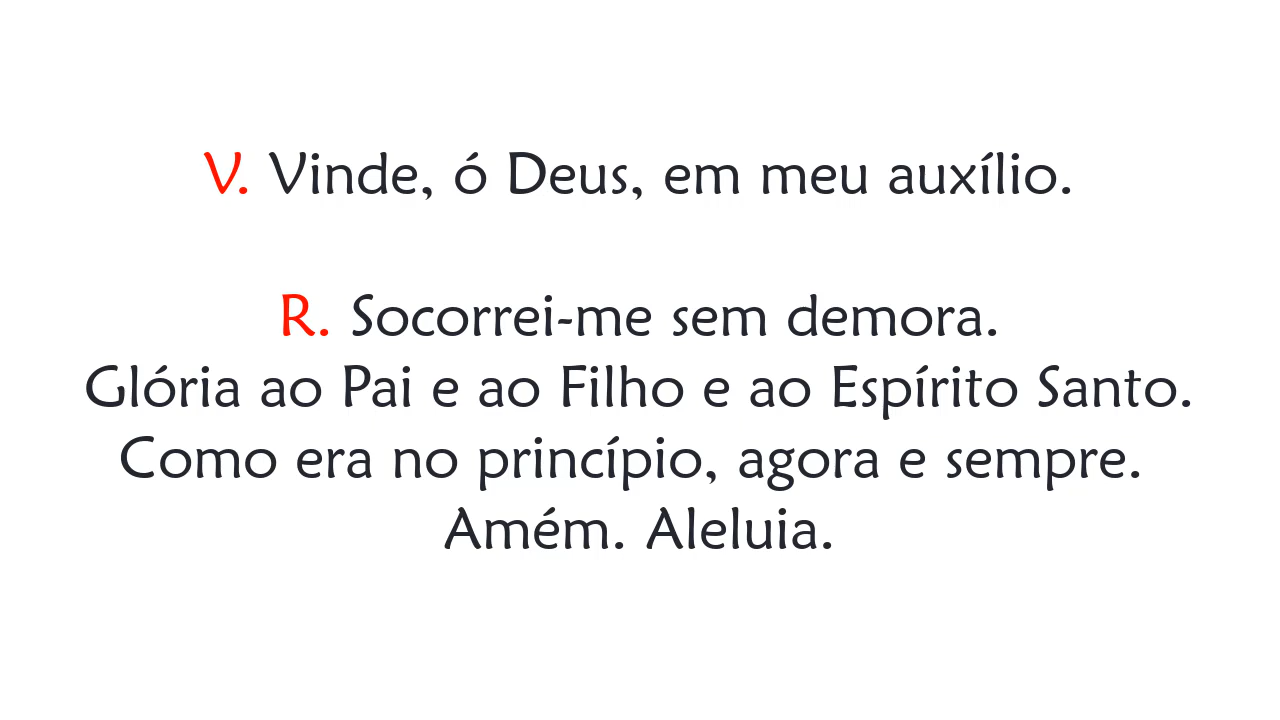 V. Vinde, ó Deus, em meu auxílio.
R. Socorrei-me sem demora.
Glória ao Pai e ao Filho e ao Espírito Santo.
Como era no princípio, agora e sempre.
Amém. Aleluia.